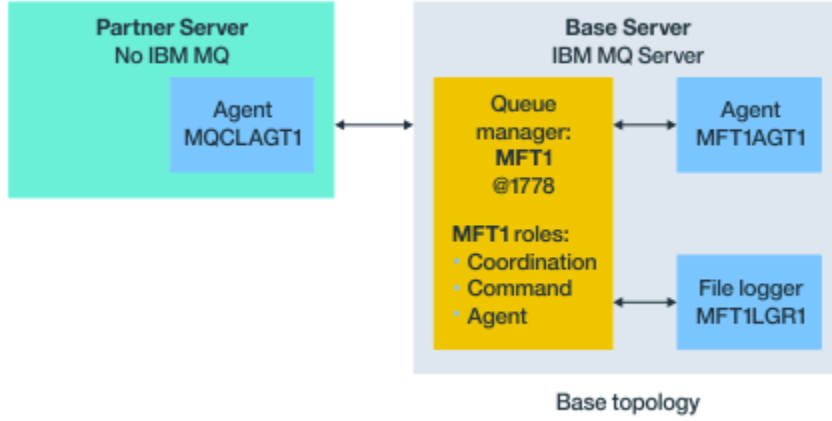 Partner Server
No IBM MQ
Agent
MQCLAGT1
Base Server
IBM MQ Server
Queue
manager:
MFT1
@1778
MFT1 roles:
• Coordination
• Command
• Agent
Agent
MFT1AGT1
File logger
MFT1LGR1
Base topology